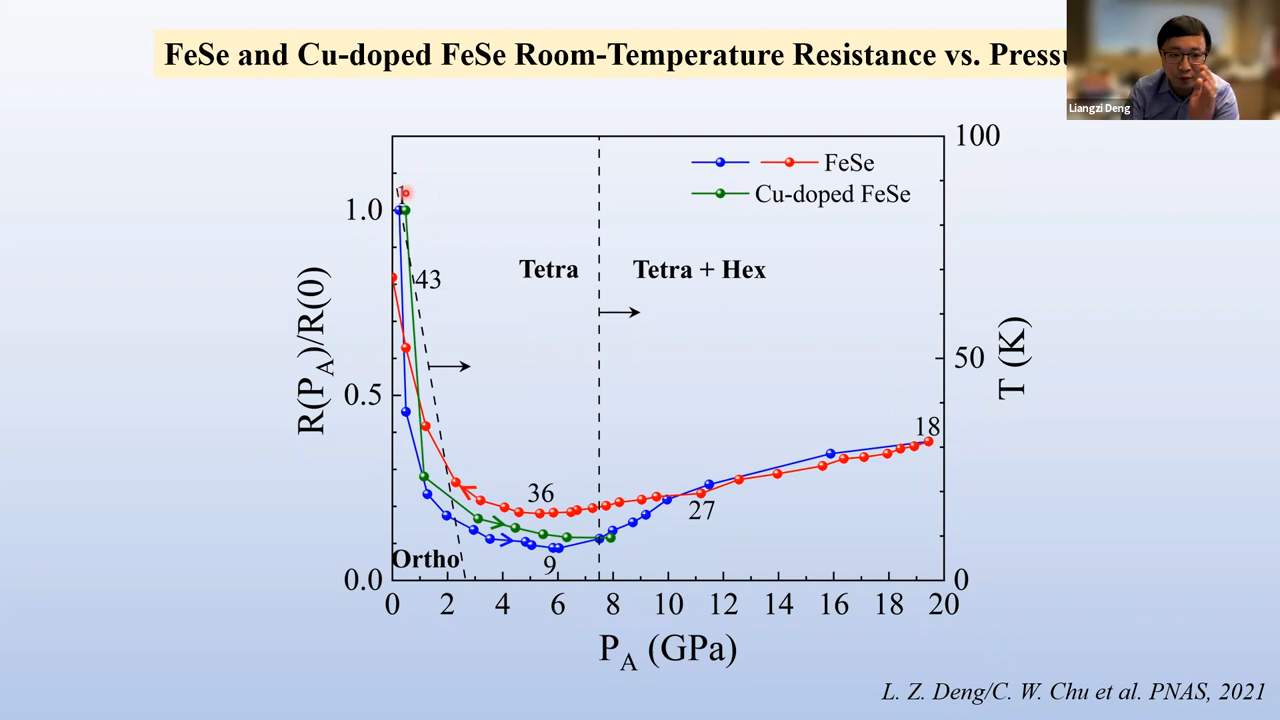 FeSe and Cu-doped FeSe Room-Temperature Resistance vs. Pressu
Liangzi Deng
100
FeSe
Cu-doped FeSe
1
1.0
Tetra
Tetra + Hex
43
R(P_A)/R(0)
50
T (K)
0.5
18
36
27
Ortho
9
0.0
0
0 2 4 6 8 10 12 14 16 18 20
P_A (GPa)
L. Z. Deng/C. W. Chu et al. PNAS, 2021